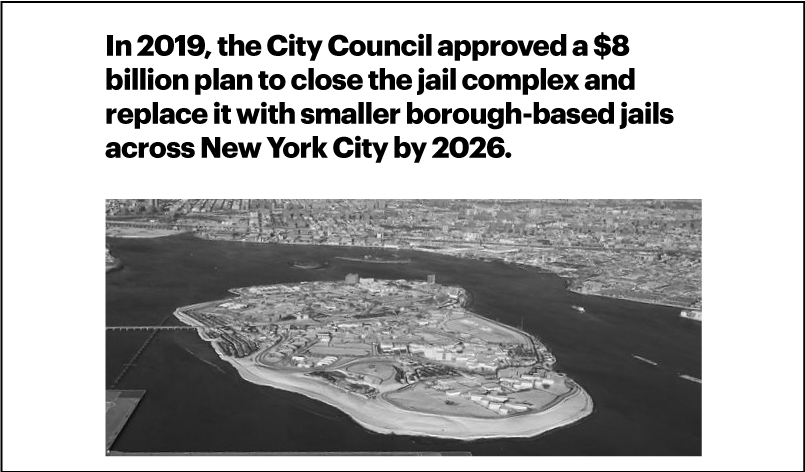 In 2019, the City Council approved a $8
billion plan to close the jail complex and
replace it with smaller borough-based jails
across New York City by 2026.